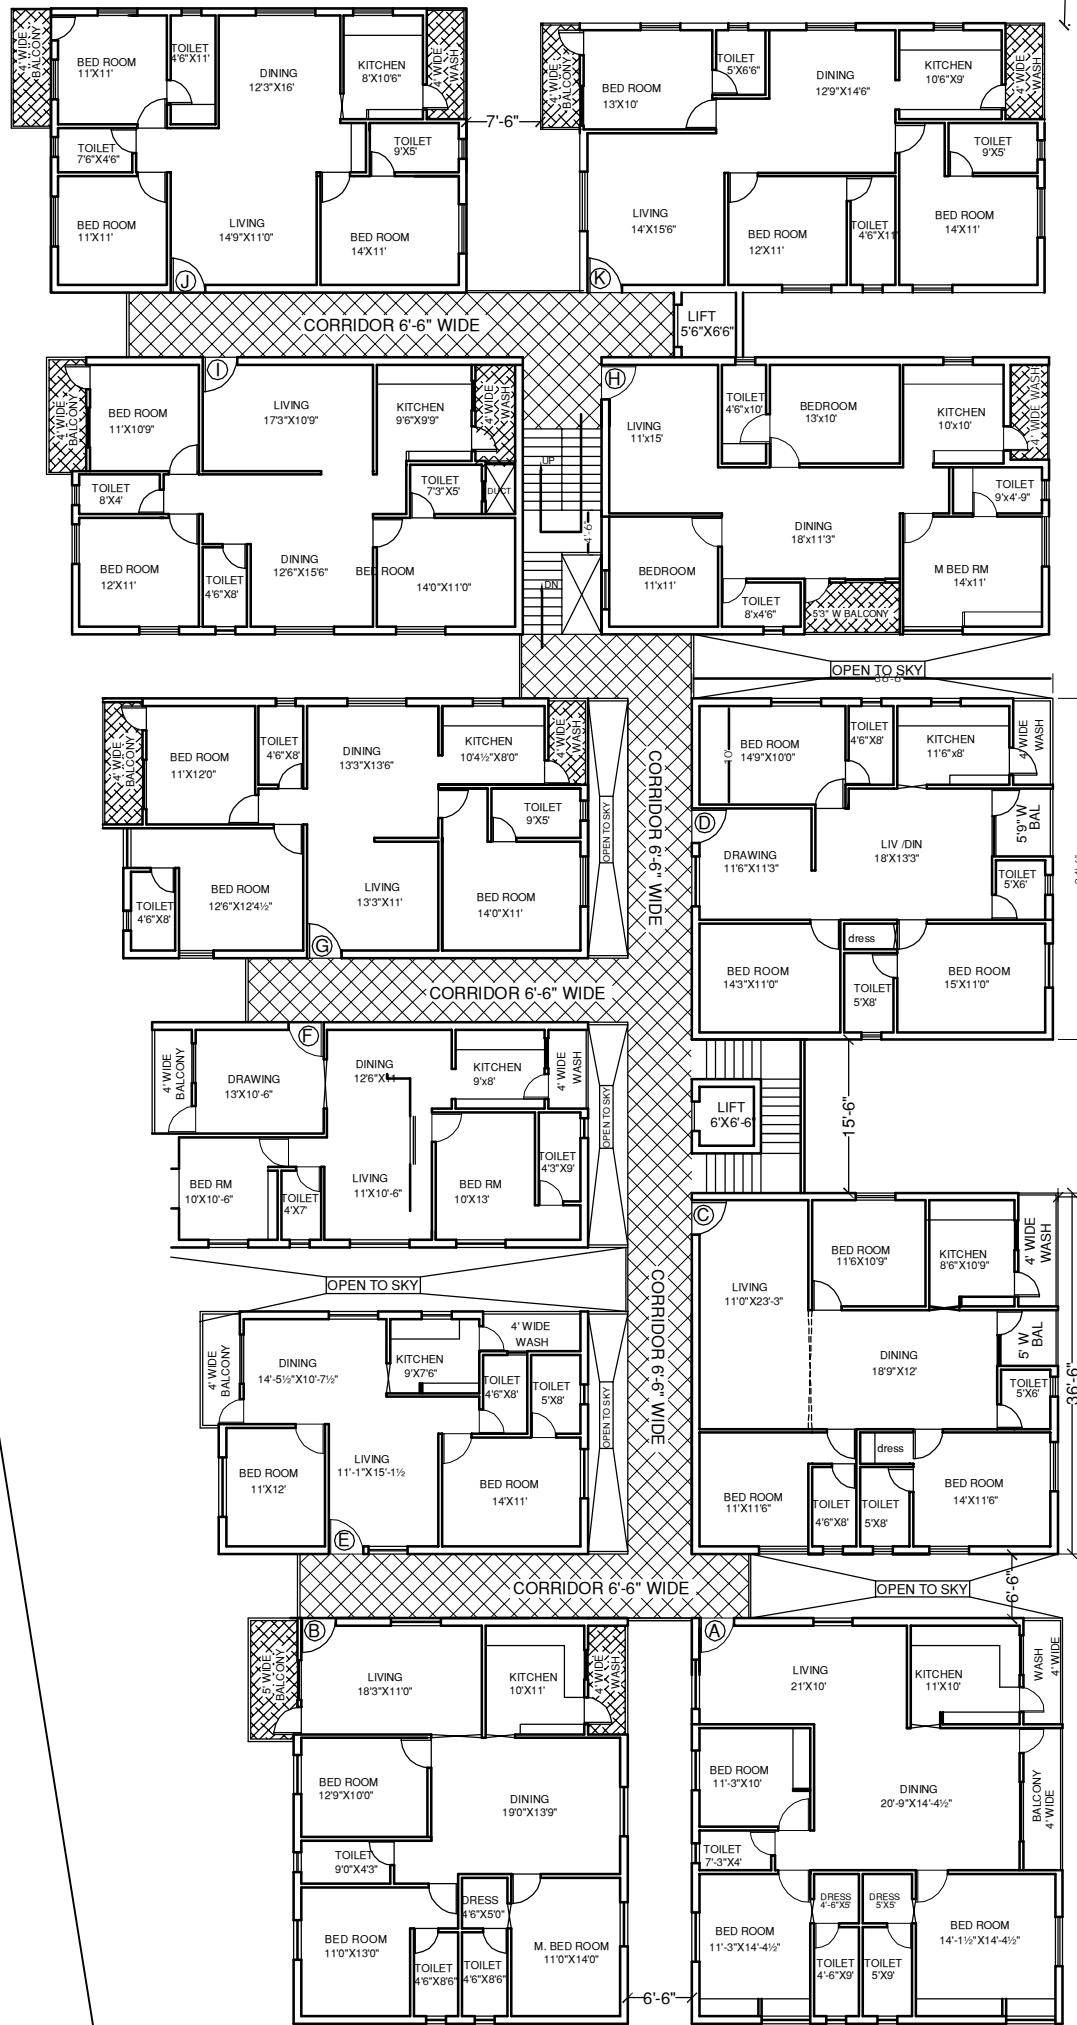 4' WIDE
BALCONY
BED ROOM
11'X11'
TOILET
4'6"X11'
DINING
12'3"X16'
KITCHEN
8'X10'6"
4' WIDE
WASH
TOILET
7'6"X4'6"
TOILET
9'X5'
BED ROOM
11'X11'
LIVING
14'9"X11'0"
BED ROOM
14'X11'
J
7'-6"
4' WIDE
BALCONY
BED ROOM
13'X10'
TOILET
5'X6'6"
DINING
12'9"X14'6"
KITCHEN
10'6"X9'
4' WIDE
WASH
TOILET
9'X5'
LIVING
14'X15'6"
BED ROOM
12'X11'
TOILET
4'6"X11'
BED ROOM
14'X11'
K
CORRIDOR 6'-6" WIDE
LIFT
5'6"X6'6"
I
4' WIDE
BALCONY
BED ROOM
11'X10'9"
LIVING
17'3"X10'9"
KITCHEN
9'6"X9'9"
4' WIDE
WASH
TOILET
8'X4'
TOILET
7'3"X5'
DUCT
BED ROOM
12'X11'
TOILET
4'6"X8'
DINING
12'6"X15'6"
BED ROOM
14'0"X11'0"
UP
4'-6"
DN
H
LIVING
11'x15'
TOILET
4'6"x10'
BEDROOM
13'x10'
KITCHEN
10'x10'
4' WIDE WASH
TOILET
9'x4'-9"
DINING
18'x11'3"
BEDROOM
11'x11'
TOILET
8'x4'6"
5'3" W BALCONY
M BED RM
14'x11'
OPEN TO SKY
4' WIDE
BALCONY
BED ROOM
11'X12'0"
TOILET
4'6"X8'
DINING
13'3"X13'6"
KITCHEN
10'4½"X8'0"
4' WIDE
WASH
TOILET
9'X5'
BED ROOM
12'6"X12'4½"
TOILET
4'6"X8'
LIVING
13'3"X11'
BED ROOM
14'0"X11'
G
OPEN TO SKY
CORRIDOR 6'-6" WIDE
BED ROOM
14'9"X10'0"
10'
TOILET
4'6"X8'
KITCHEN
11'6"x8'
4' WIDE
WASH
D
DRAWING
11'6"X11'3"
LIV /DIN
18'X13'3"
5'9" W
BAL
TOILET
5'X6'
BED ROOM
14'3"X11'0"
dress
TOILET
5'X8'
BED ROOM
15'X11'0"
CORRIDOR 6'-6" WIDE
F
4' WIDE
BALCONY
DRAWING
13'X10'-6"
DINING
12'6"X11
KITCHEN
9'x8'
4' WIDE
WASH
OPEN TO SKY
BED RM
10'X10'-6"
TOILET
4'X7'
LIVING
11'X10'-6"
BED RM
10'X13'
TOILET
4'3"X9'
LIFT
6'X6'-6"
15'-6"
OPEN TO SKY
4' WIDE
BALCONY
DINING
14'-5½"X10'-7½"
KITCHEN
9'X7'6"
4' WIDE
WASH
TOILET
4'6"X8'
TOILET
5'X8'
BED ROOM
11'X12'
LIVING
11'-1"X15'-1½
BED ROOM
14'X11'
E
OPEN TO SKY
CORRIDOR 6'-6" WIDE
C
LIVING
11'0"X23'-3"
BED ROOM
11'6X10'9"
KITCHEN
8'6"X10'9"
4' WIDE
WASH
DINING
18'9"X12'
5' W
BAL
TOILET
5'X6'
36'-6"
BED ROOM
11'X11'6"
TOILET
4'6"X8'
dress
TOILET
5'X8'
BED ROOM
14'X11'6"
CORRIDOR 6'-6" WIDE
OPEN TO SKY
6'-6"
B
5' WIDE
BALCONY
LIVING
18'3"X11'0"
KITCHEN
10'X11'
4' WIDE
WASH
BED ROOM
12'9"X10'0"
DINING
19'0"X13'9"
TOILET
9'0"X4'3"
BED ROOM
11'0"X13'0"
DRESS
4'6"X5'0"
TOILET
4'6"X8'6"
TOILET
4'6"X8'6"
M. BED ROOM
11'0"X14'0"
6'-6"
A
LIVING
21'X10'
KITCHEN
11'X10'
WASH
4' WIDE
BED ROOM
11'-3"X10'
DINING
20'-9"X14'-4½"
BALCONY
4' WIDE
TOILET
7'-3"X4'
BED ROOM
11'-3"X14'-4½"
DRESS
4'-6"X5'
DRESS
5'X5'
TOILET
4'-6"X9'
TOILET
5'X9'
BED ROOM
14'-1½"X14'-4½"